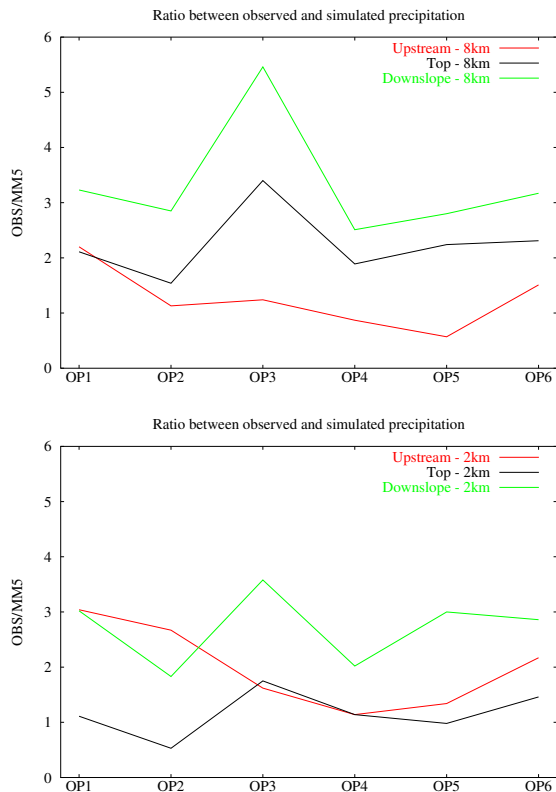 Ratio between observed and simulated precipitation
6
5
4
3
2
1
0
OBS/MM5
Upstream - 8km
Top - 8km
Downslope - 8km
OP1 OP2 OP3 OP4 OP5 OP6
Ratio between observed and simulated precipitation
6
5
4
3
2
1
0
OBS/MM5
Upstream - 2km
Top - 2km
Downslope - 2km
OP1 OP2 OP3 OP4 OP5 OP6